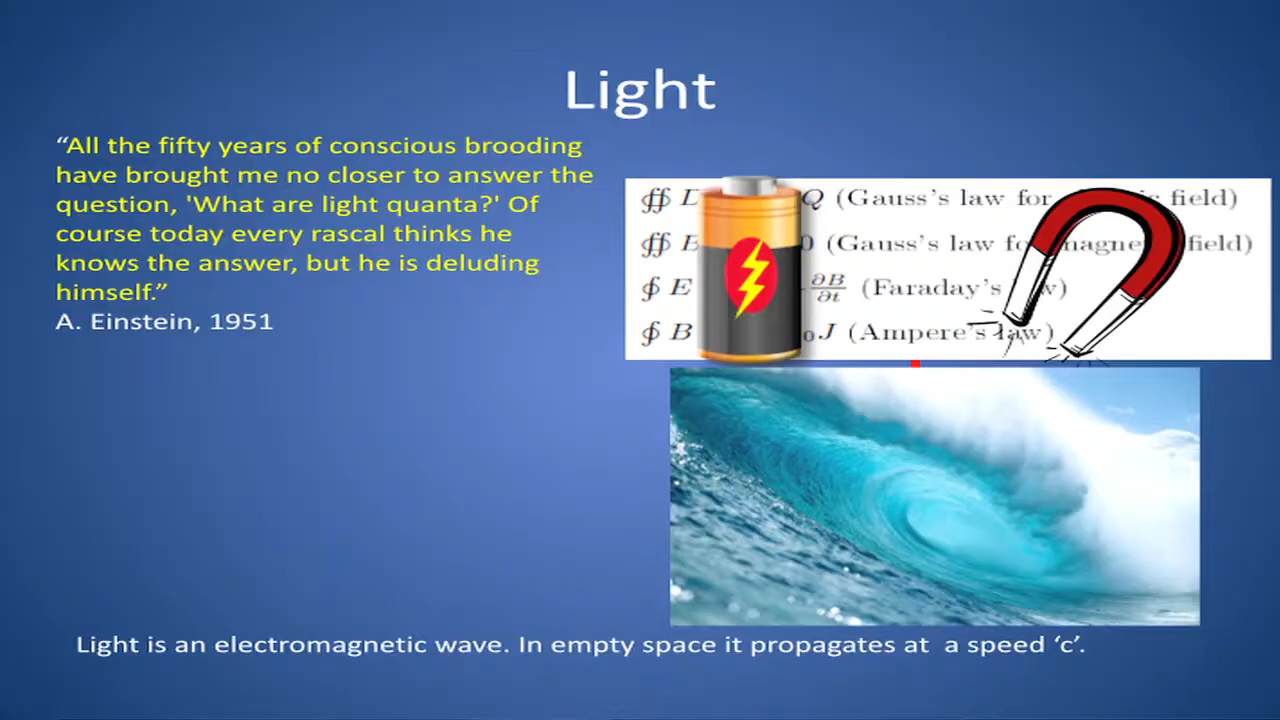 Light
“All the fifty years of conscious brooding
have brought me no closer to answer the
question, 'What are light quanta?' Of
course today every rascal thinks he
knows the answer, but he is deluding
himself.”
A. Einstein, 1951
∯ D Q (Gauss's law for field)
∯ B 0 (Gauss's law field)
∮ E ∂B/∂t (Faraday's
∮ B ₀J (Ampere's law)
Light is an electromagnetic wave. In empty space it propagates at a speed ‘c’.